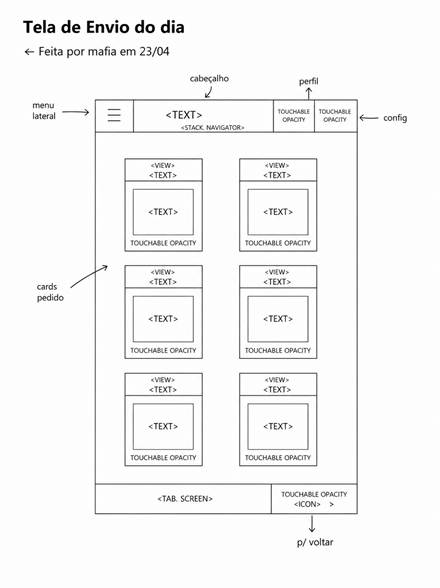 Tela de Envio do dia
← Feita por mafia em 23/04
cabeçalho
perfil
menu
lateral
<TEXT>
<STACK. NAVIGATOR>
TOUCHABLE
OPACITY
TOUCHABLE
OPACITY
config
<VIEW>
<TEXT>
<TEXT>
TOUCHABLE OPACITY
<VIEW>
<TEXT>
<TEXT>
TOUCHABLE OPACITY
cards
pedido
<VIEW>
<TEXT>
<TEXT>
TOUCHABLE OPACITY
<VIEW>
<TEXT>
<TEXT>
TOUCHABLE OPACITY
<VIEW>
<TEXT>
<TEXT>
TOUCHABLE OPACITY
<VIEW>
<TEXT>
<TEXT>
TOUCHABLE OPACITY
<TAB. SCREEN>
TOUCHABLE OPACITY
<ICON> >
p/ voltar